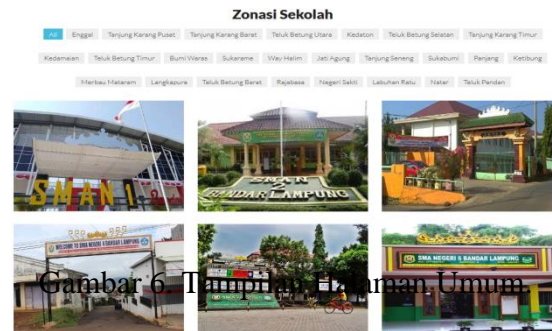 Zonasi Sekolah
All Enggal Tanjung Karang Pusat Tanjung Karang Barat Teluk Betung Utara Kedaton Teluk Betung Selatan Tanjung Karang Timur
Kedamaian Teluk Betung Timur Bumi Waras Sukarame Way Halim Jati Agung Tanjung Seneng Sukabumi Panjang Ketibung
Merbau Mataram Langkapura Teluk Betung Barat Rajabasa Negeri Sakti Labuhan Ratu Natar Teluk Pandan
SMAN 1
SMAN 2
BANDAR LAMPUNG
WELCOME TO SMA NEGERI 4 BANDAR LAMPUNG
SMA NEGERI 5 BANDAR LAMPUNG
Gambar 6. Tampilan Halaman Umum.